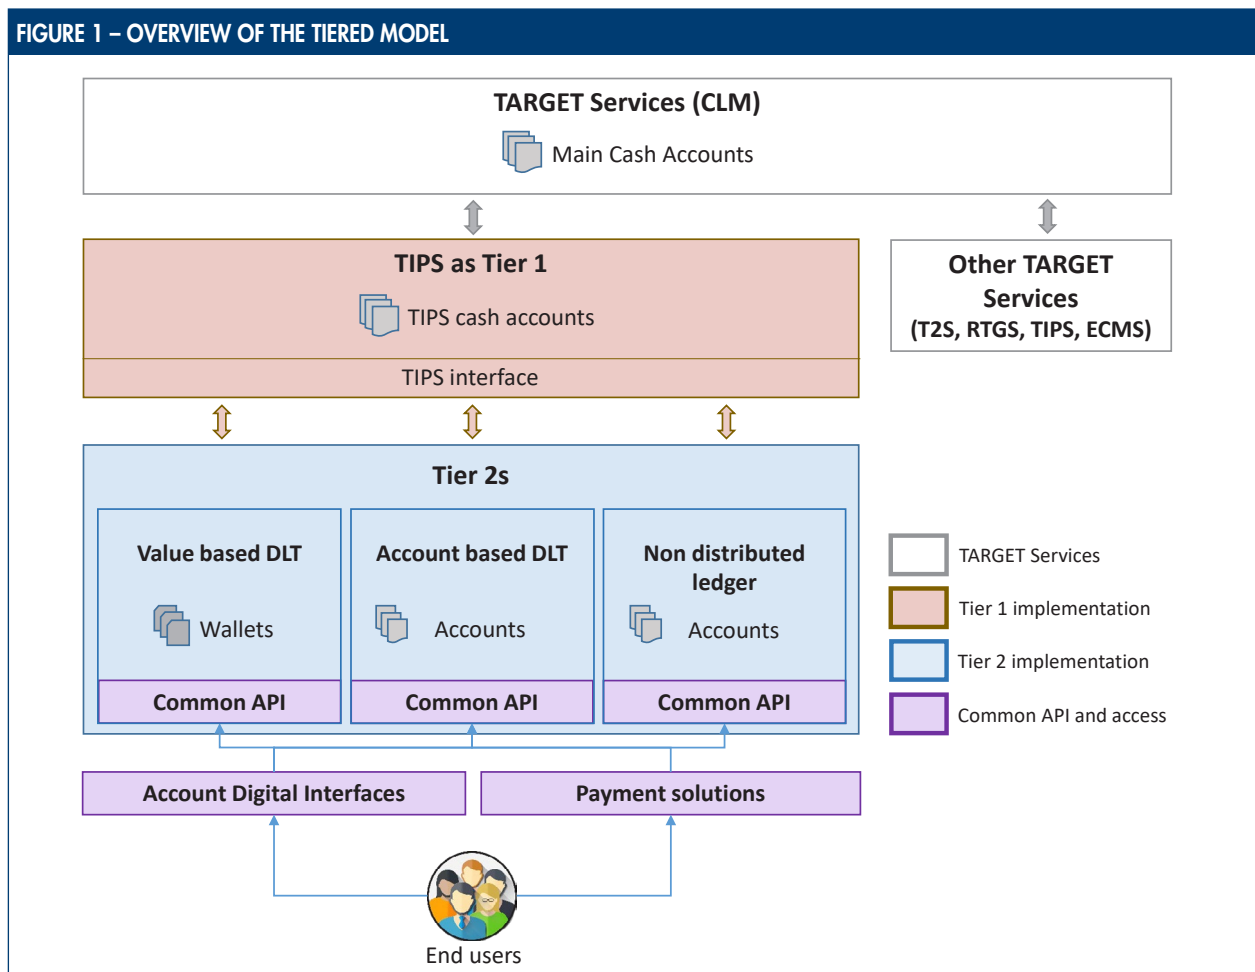 FIGURE 1 – OVERVIEW OF THE TIERED MODEL
TARGET Services (CLM)
Main Cash Accounts
TIPS as Tier 1
TIPS cash accounts
TIPS interface
Other TARGET
Services
(T2S, RTGS, TIPS, ECMS)
Tier 2s
Value based DLT
Wallets
Common API
Account based DLT
Accounts
Common API
Non distributed
ledger
Accounts
Common API
TARGET Services
Tier 1 implementation
Tier 2 implementation
Common API and access
Account Digital Interfaces
Payment solutions
End users